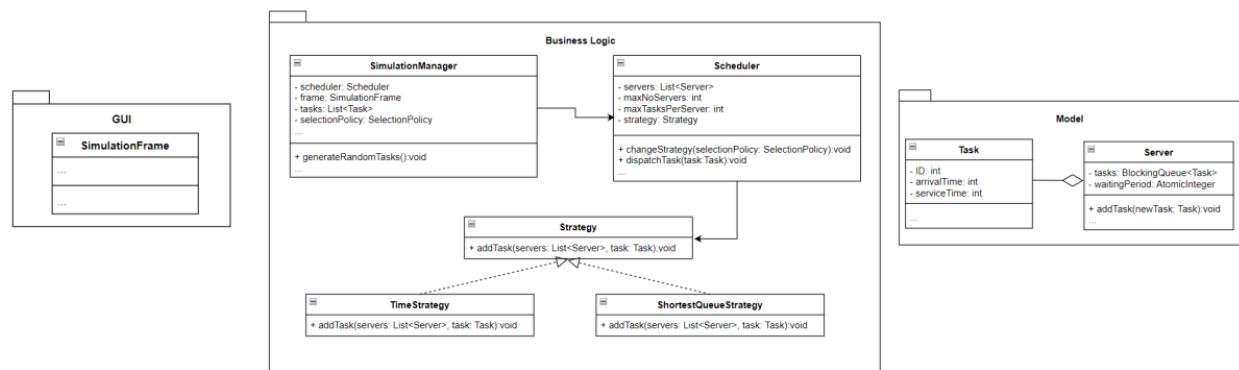 GUI
SimulationFrame
...
...
Business Logic
SimulationManager
- scheduler: Scheduler
- frame: SimulationFrame
- tasks: List<Task>
- selectionPolicy: SelectionPolicy
...
+ generateRandomTasks():void
...
Scheduler
- servers: List<Server>
- maxNoServers: int
- maxTasksPerServer: int
- strategy: Strategy
+ changeStrategy(selectionPolicy: SelectionPolicy):void
+ dispatchTask(task:Task):void
...
Strategy
+ addTask(servers: List<Server>, task: Task):void
TimeStrategy
+ addTask(servers: List<Server>, task: Task):void
ShortestQueueStrategy
+ addTask(servers: List<Server>, task: Task):void
Model
Task
- ID: int
- arrivalTime: int
- serviceTime: int
...
Server
- tasks: BlockingQueue<Task>
- waitingPeriod: AtomicInteger
+ addTask(newTask: Task):void
...